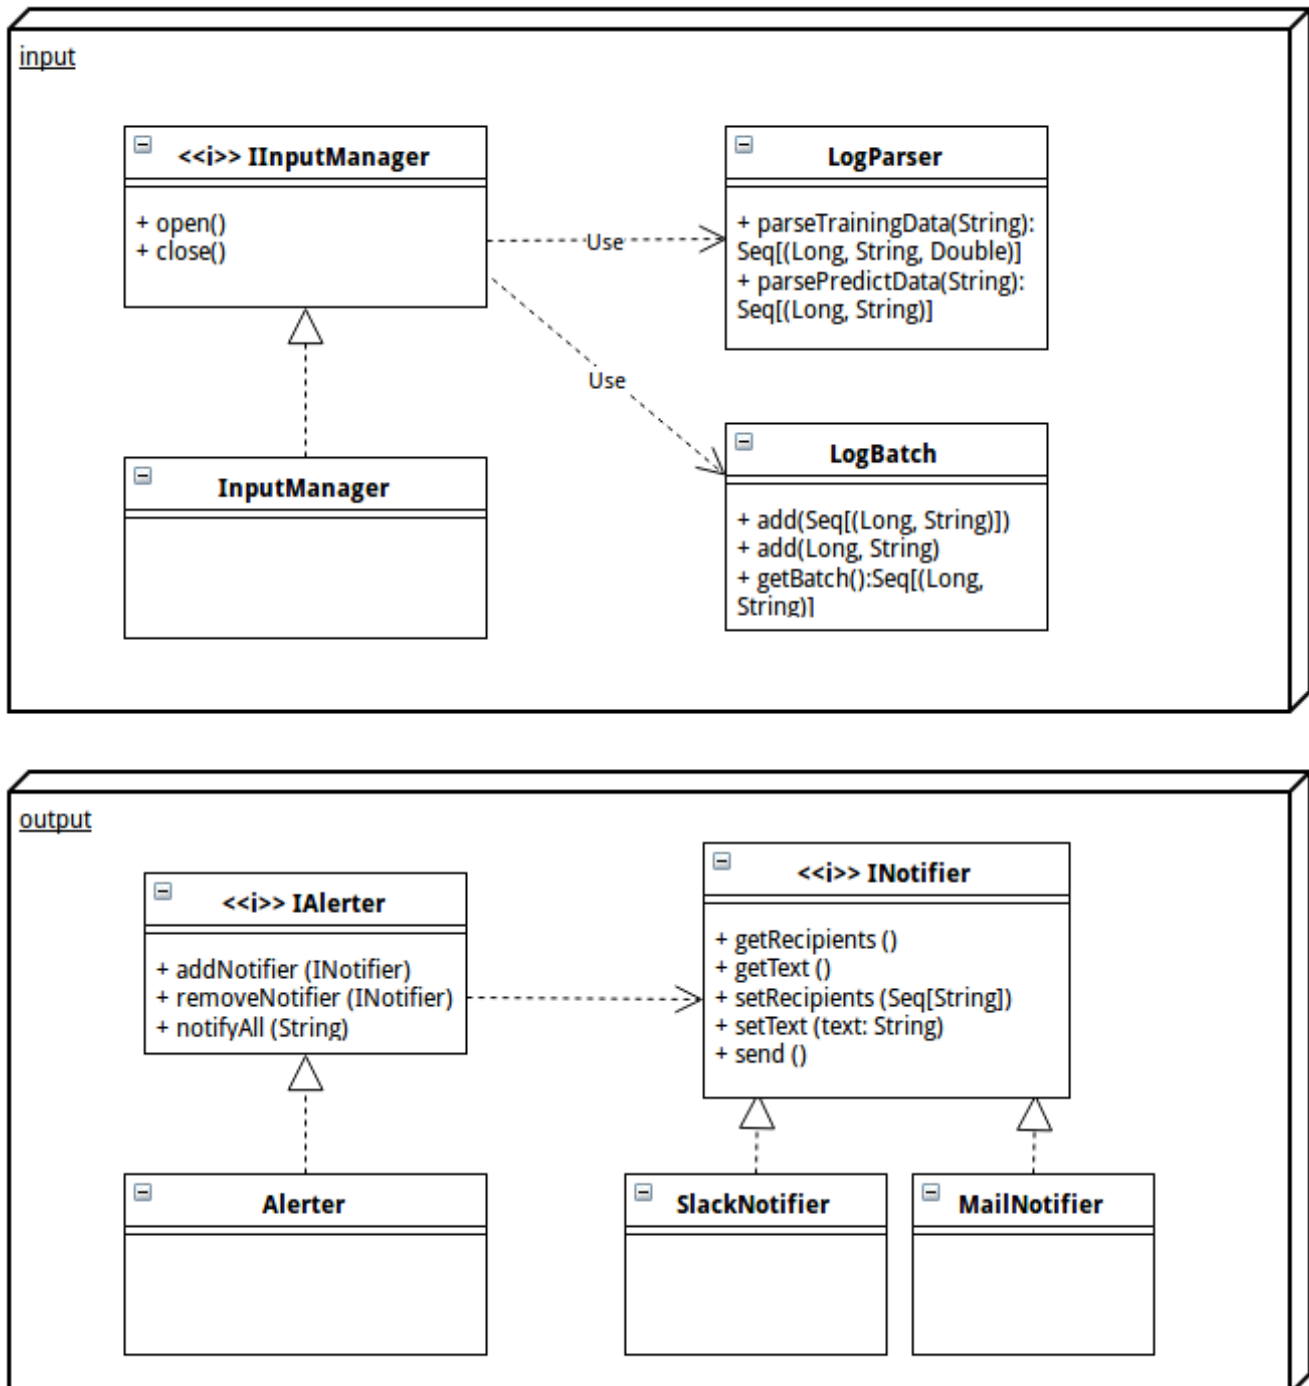 input
<<i>> IInputManager
+ open()
+ close()
Use
LogParser
+ parseTrainingData(String):
Seq[(Long, String, Double)]
+ parsePredictData(String):
Seq[(Long, String)]
Use
InputManager
LogBatch
+ add(Seq[(Long, String)])
+ add(Long, String)
+ getBatch():Seq[(Long,
String)]
output
<<i>> IAlerter
+ addNotifier (INotifier)
+ removeNotifier (INotifier)
+ notifyAll (String)
<<i>> INotifier
+ getRecipients ()
+ getText ()
+ setRecipients (Seq[String])
+ setText (text: String)
+ send ()
Alerter
SlackNotifier
MailNotifier